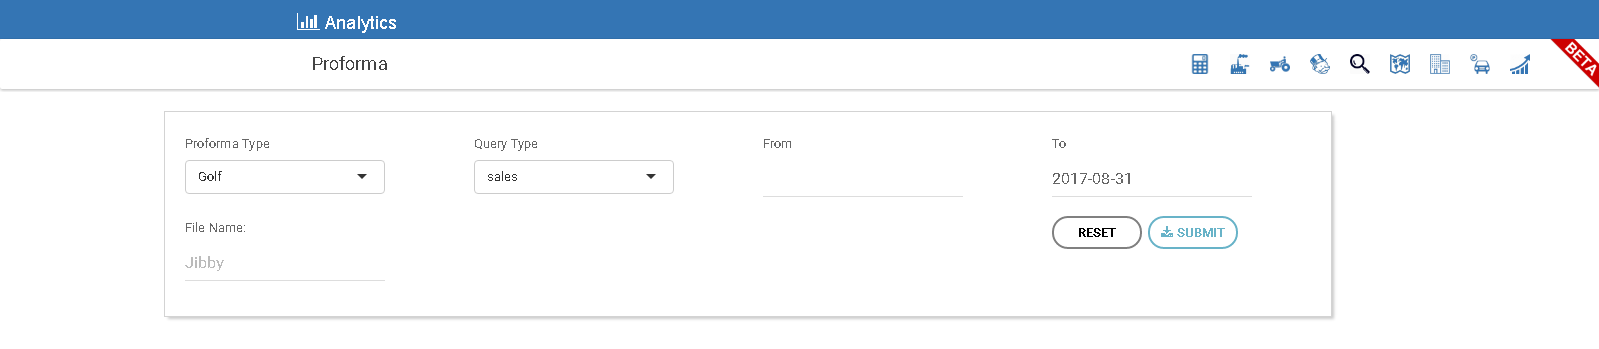 Analytics
Proforma
BETA
Proforma Type
Query Type
From
To
Golf
sales
2017-08-31
File Name:
RESET
SUBMIT
Jibby